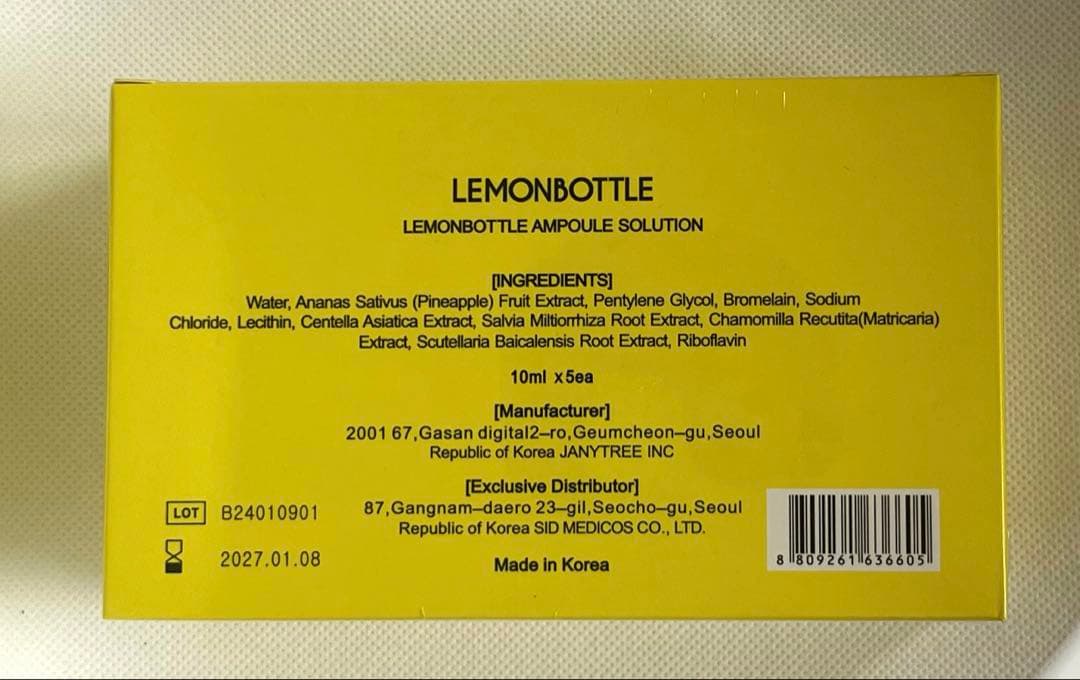 LEMONBOTTLE
LEMONBOTTLE AMPOULE SOLUTION
[INGREDIENTS]
Water, Ananas Sativus (Pineapple) Fruit Extract, Pentylene Glycol, Bromelain, Sodium
Chloride, Lecithin, Centella Asiatica Extract, Salvia Miltiorrhiza Root Extract, Chamomilla Recutita(Matricaria)
Extract, Scutellaria Baicalensis Root Extract, Riboflavin
10ml x5ea
[Manufacturer]
2001 67,Gasan digital2–ro,Geumcheon–gu,Seoul
Republic of Korea JANYTREE INC
[Exclusive Distributor]
87,Gangnam–daero 23–gil,Seocho–gu,Seoul
Republic of Korea SID MEDICOS CO., LTD.
Made in Korea
LOT B24010901
2027.01.08
8 809261 636605